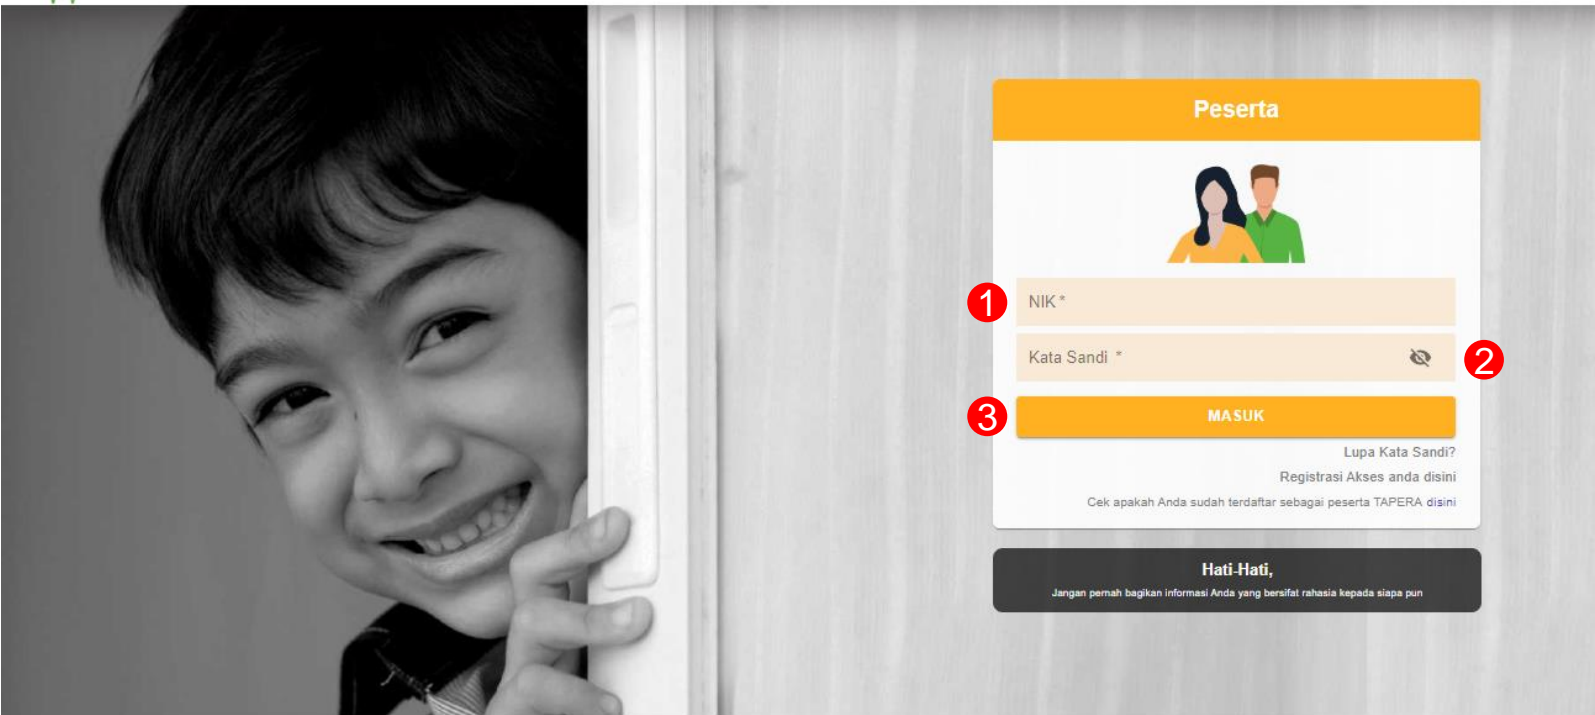 Peserta
1
NIK *
Kata Sandi *
2
3
MASUK
Lupa Kata Sandi?
Registrasi Akses anda disini
Cek apakah Anda sudah terdaftar sebagai peserta TAPERA disini
Hati-Hati,
Jangan pernah bagikan informasi Anda yang bersifat rahasia kepada siapa pun